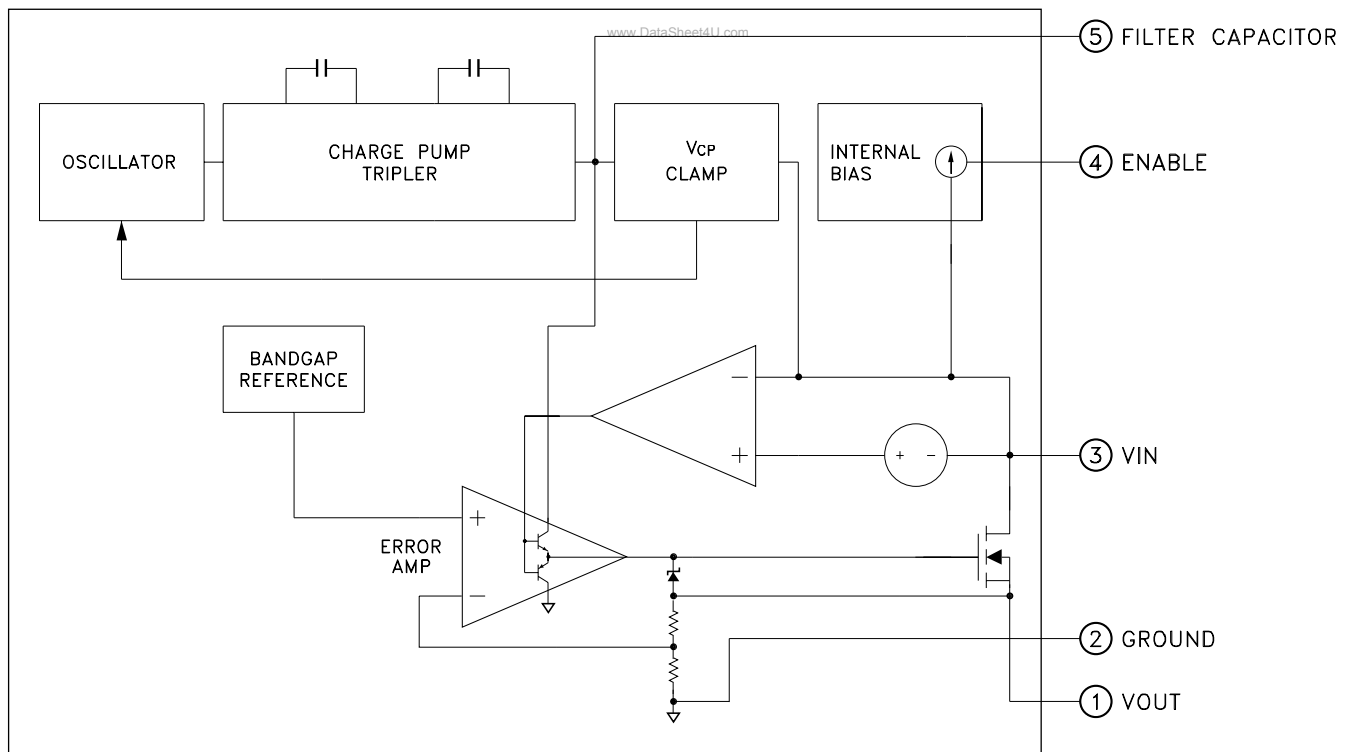 www.DataSheet4U.com
5 FILTER CAPACITOR
OSCILLATOR
CHARGE PUMP
TRIPLER
VCP
CLAMP
INTERNAL
BIAS
4 ENABLE
BANDGAP
REFERENCE
−
+
+ −
3 VIN
+
ERROR
AMP
−
2 GROUND
1 VOUT